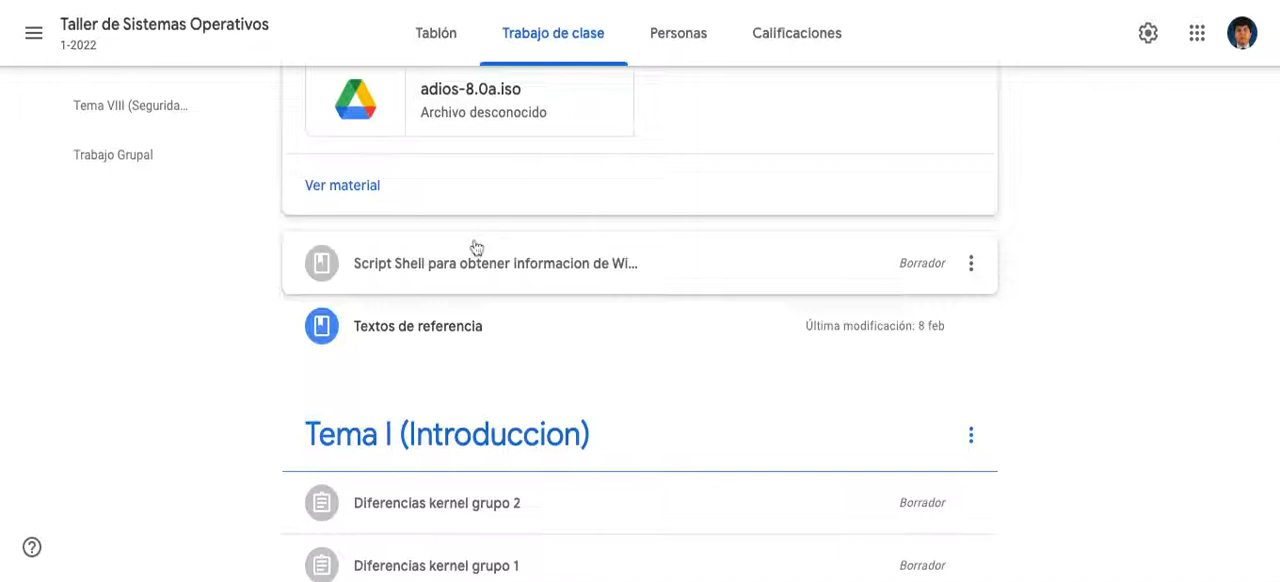 Taller de Sistemas Operativos
1-2022
Tablón
Trabajo de clase
Personas
Calificaciones
Tema VIII (Segurida...
Trabajo Grupal
adios-8.0a.iso
Archivo desconocido
Ver material
Script Shell para obtener informacion de Wi...
Borrador
Textos de referencia
Última modificación: 8 feb
Tema I (Introduccion)
Diferencias kernel grupo 2
Borrador
Diferencias kernel grupo 1
Borrador